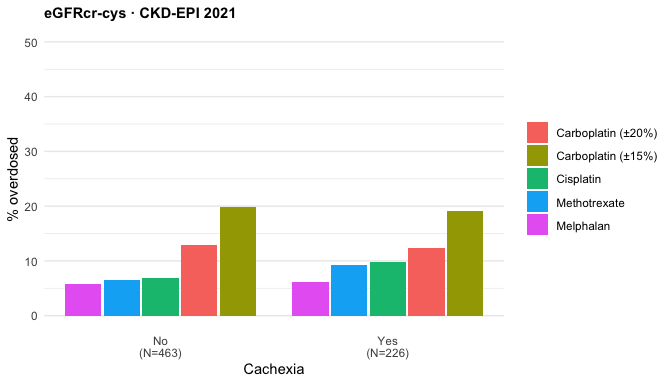 eGFRcr-cys · CKD-EPI 2021
50
40
30
20
10
0
% overdosed
No
(N=463)
Yes
(N=226)
Cachexia
Carboplatin (±20%)
Carboplatin (±15%)
Cisplatin
Methotrexate
Melphalan